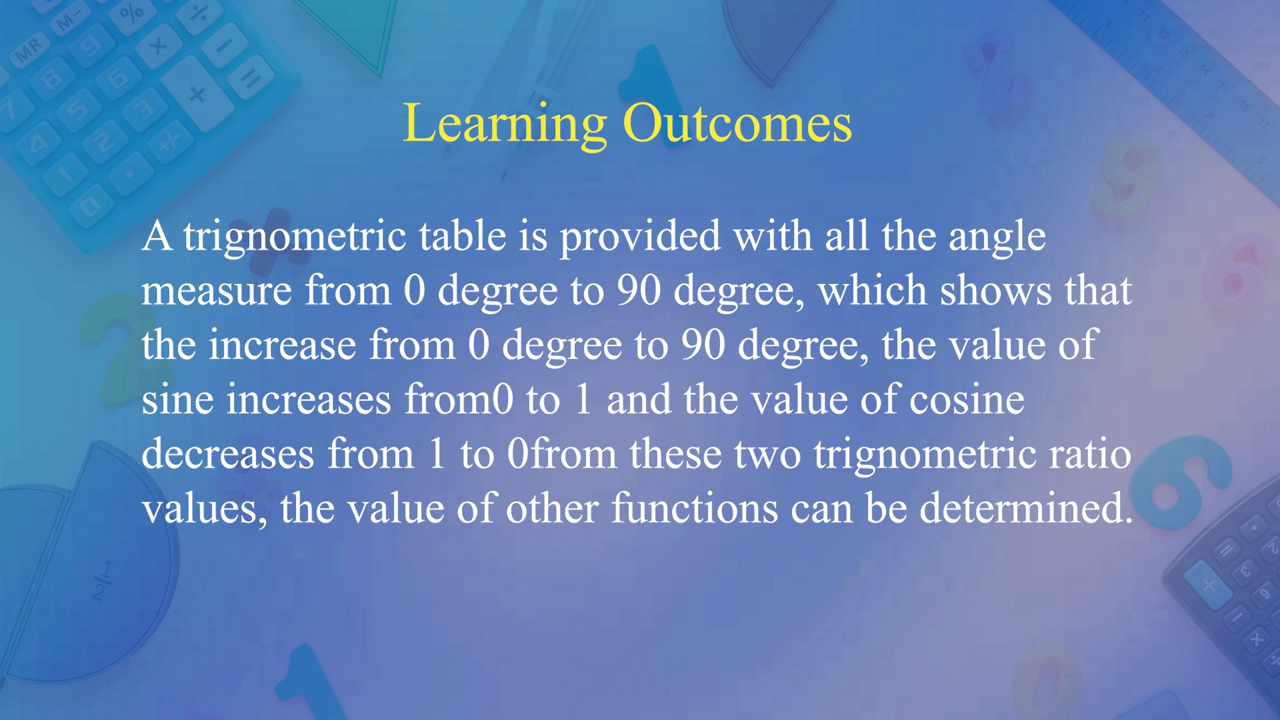 Learning Outcomes
A trignometric table is provided with all the angle
measure from 0 degree to 90 degree, which shows that
the increase from 0 degree to 90 degree, the value of
sine increases from0 to 1 and the value of cosine
decreases from 1 to 0from these two trignometric ratio
values, the value of other functions can be determined.